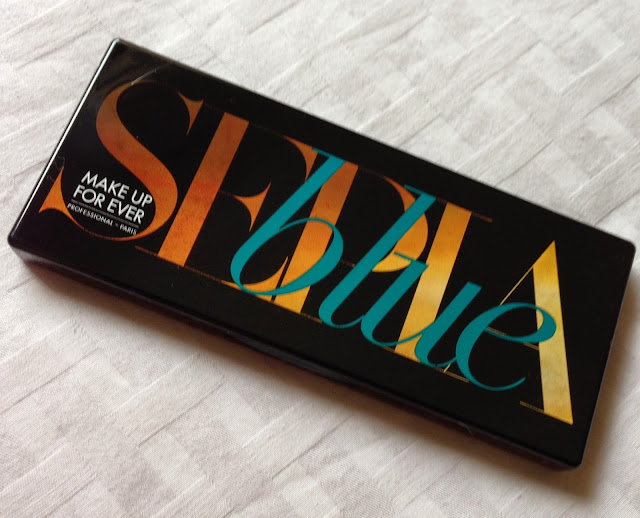 SEPIA
blue
MAKE UP
FOR EVER
PROFESSIONAL - PARIS